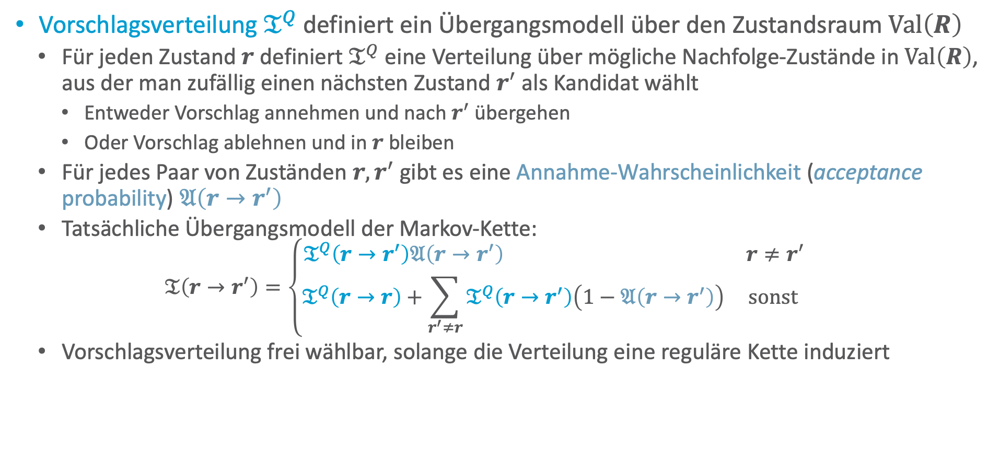 • Vorschlagsverteilung 𝔗^Q definiert ein Übergangsmodell über den Zustandsraum Val(𝑹)
• Für jeden Zustand 𝒓 definiert 𝔗^Q eine Verteilung über mögliche Nachfolge-Zustände in Val(𝑹),
aus der man zufällig einen nächsten Zustand 𝒓′ als Kandidat wählt
• Entweder Vorschlag annehmen und nach 𝒓′ übergehen
• Oder Vorschlag ablehnen und in 𝒓 bleiben
• Für jedes Paar von Zuständen 𝒓, 𝒓′ gibt es eine Annahme-Wahrscheinlichkeit (acceptance
probability) 𝔄(𝒓 → 𝒓′)
• Tatsächliche Übergangsmodell der Markov-Kette:
𝔗(𝒓 → 𝒓′) = { 𝔗^Q(𝒓 → 𝒓′)𝔄(𝒓 → 𝒓′) 𝒓 ≠ 𝒓′
𝔗^Q(𝒓 → 𝒓) + ∑_{𝒓′≠𝒓} 𝔗^Q(𝒓 → 𝒓′)(1 − 𝔄(𝒓 → 𝒓′)) sonst
• Vorschlagsverteilung frei wählbar, solange die Verteilung eine reguläre Kette induziert